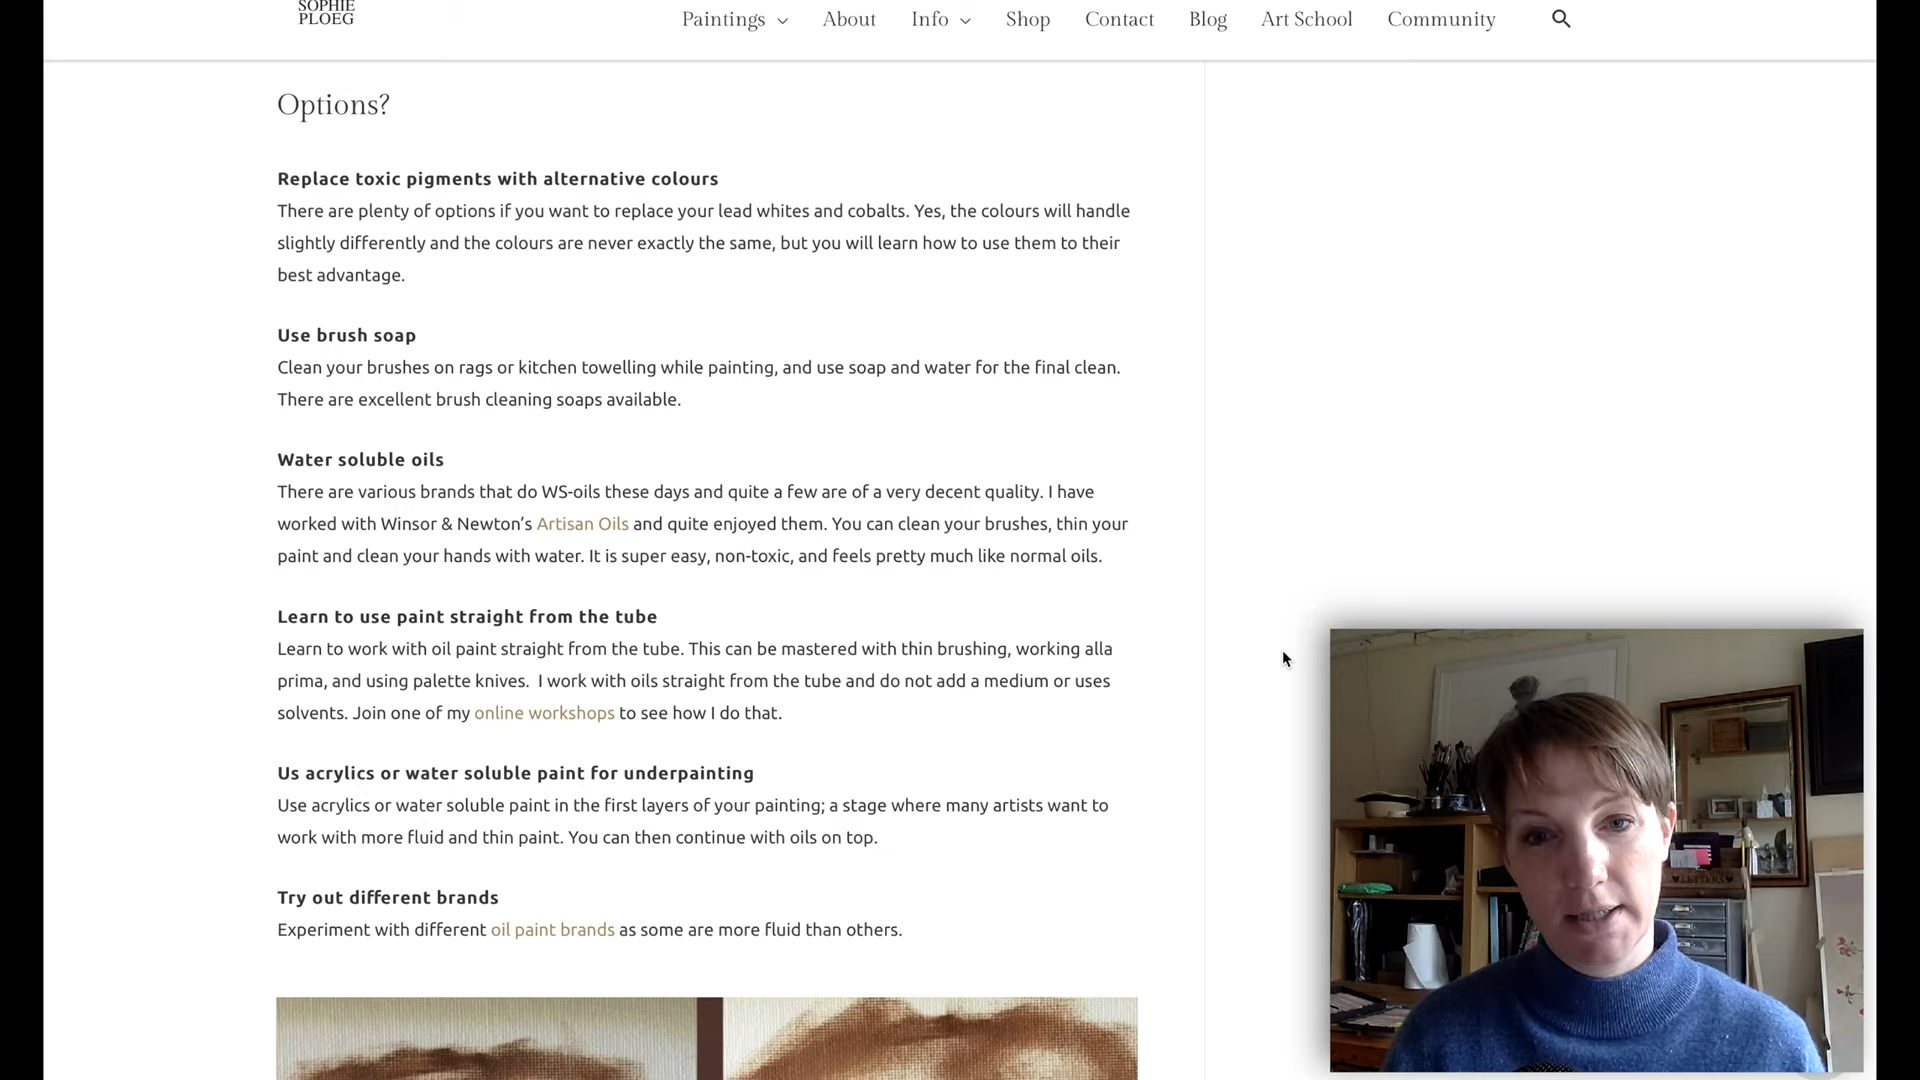 SOPHIE
PLOEG
Paintings
About
Info
Shop
Contact
Blog
Art School
Community
Options?
Replace toxic pigments with alternative colours
There are plenty of options if you want to replace your lead whites and cobalts. Yes, the colours will handle
slightly differently and the colours are never exactly the same, but you will learn how to use them to their
best advantage.
Use brush soap
Clean your brushes on rags or kitchen towelling while painting, and use soap and water for the final clean.
There are excellent brush cleaning soaps available.
Water soluble oils
There are various brands that do WS-oils these days and quite a few are of a very decent quality. I have
worked with Winsor & Newton’s Artisan Oils and quite enjoyed them. You can clean your brushes, thin your
paint and clean your hands with water. It is super easy, non-toxic, and feels pretty much like normal oils.
Learn to use paint straight from the tube
Learn to work with oil paint straight from the tube. This can be mastered with thin brushing, working alla
prima, and using palette knives. I work with oils straight from the tube and do not add a medium or uses
solvents. Join one of my online workshops to see how I do that.
Us acrylics or water soluble paint for underpainting
Use acrylics or water soluble paint in the first layers of your painting; a stage where many artists want to
work with more fluid and thin paint. You can then continue with oils on top.
Try out different brands
Experiment with different oil paint brands as some are more fluid than others.
LETTERS